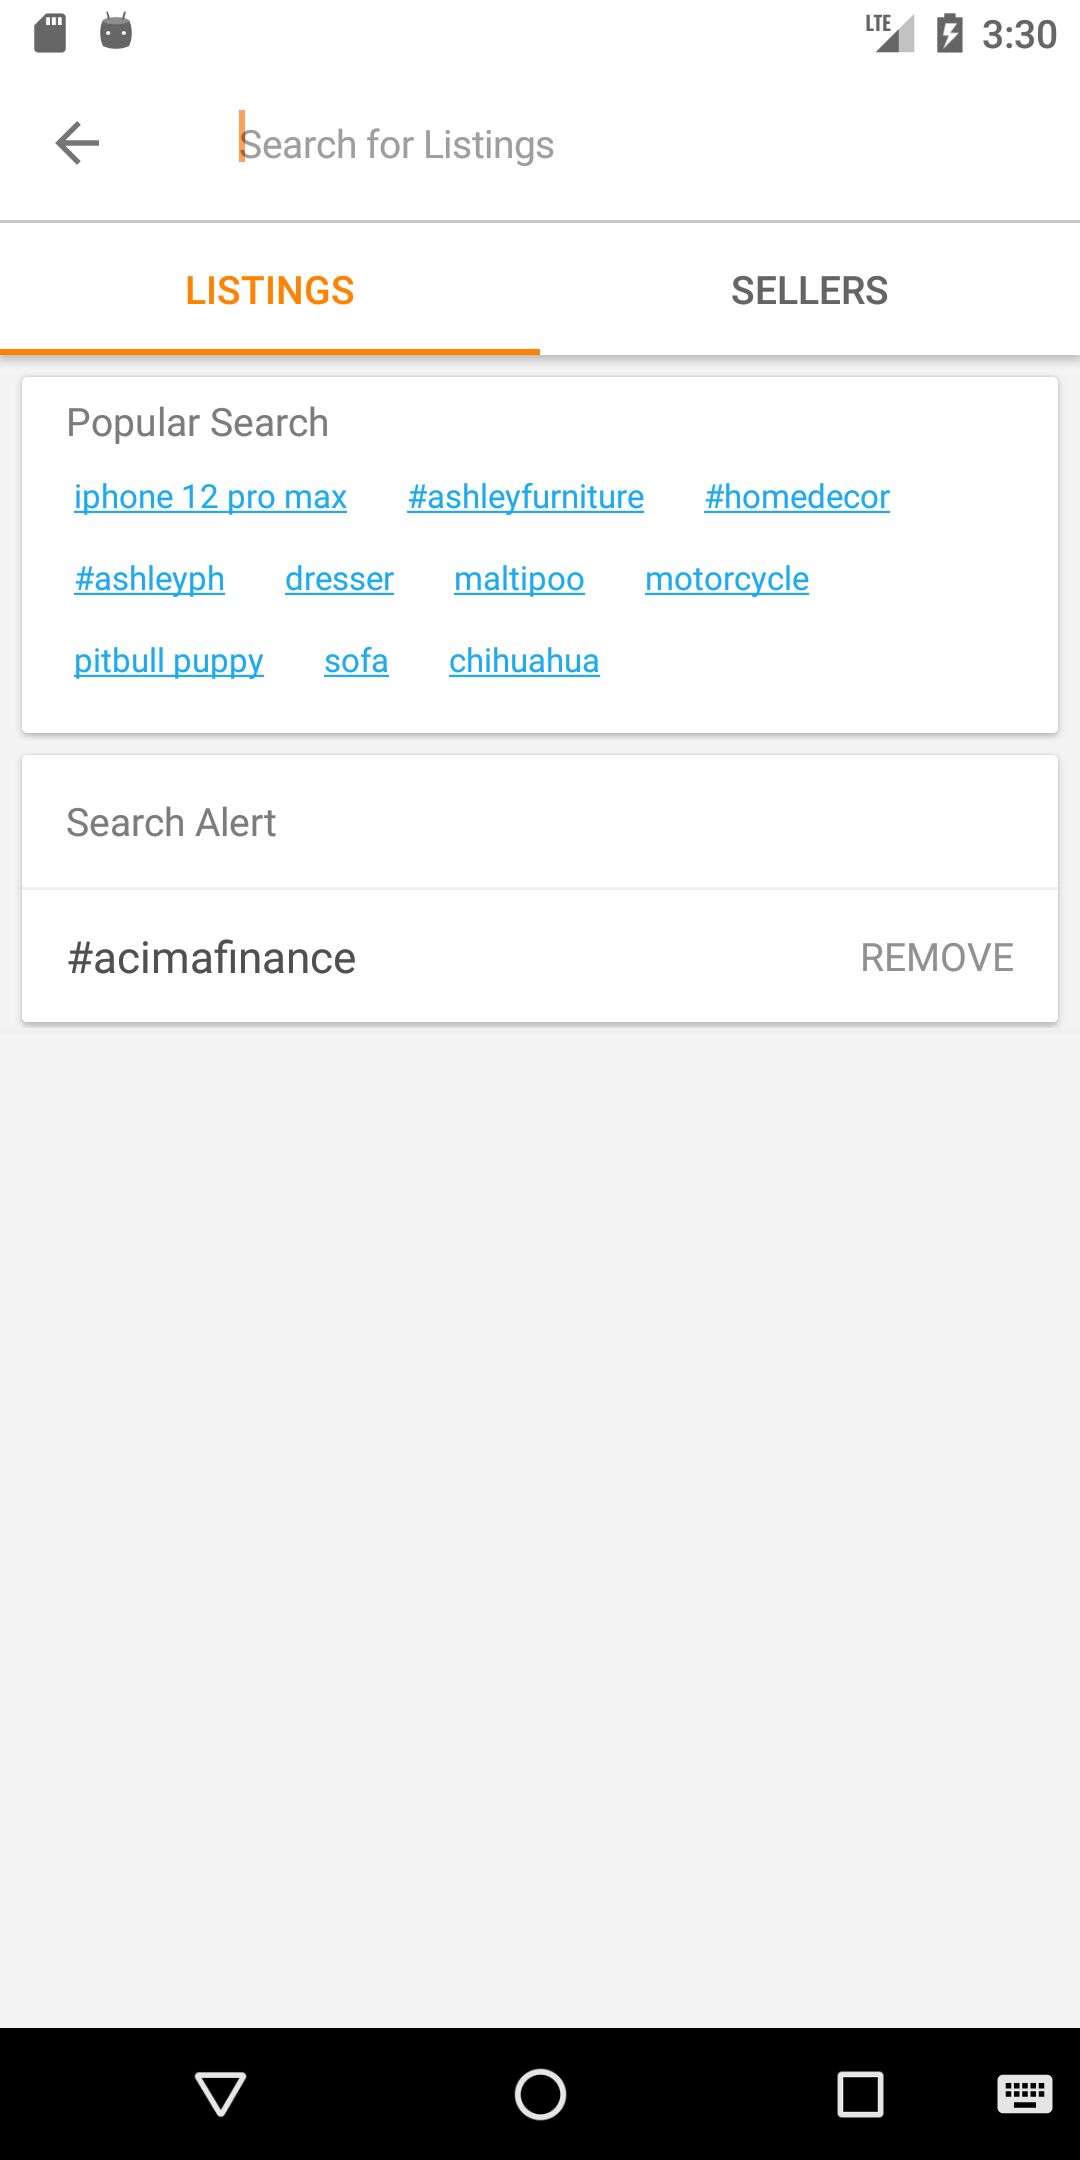 LTE 3:30
Search for Listings
LISTINGS SELLERS
Popular Search
iphone 12 pro max #ashleyfurniture #homedecor
#ashleyph dresser maltipoo motorcycle
pitbull puppy sofa chihuahua
Search Alert
#acimafinance REMOVE